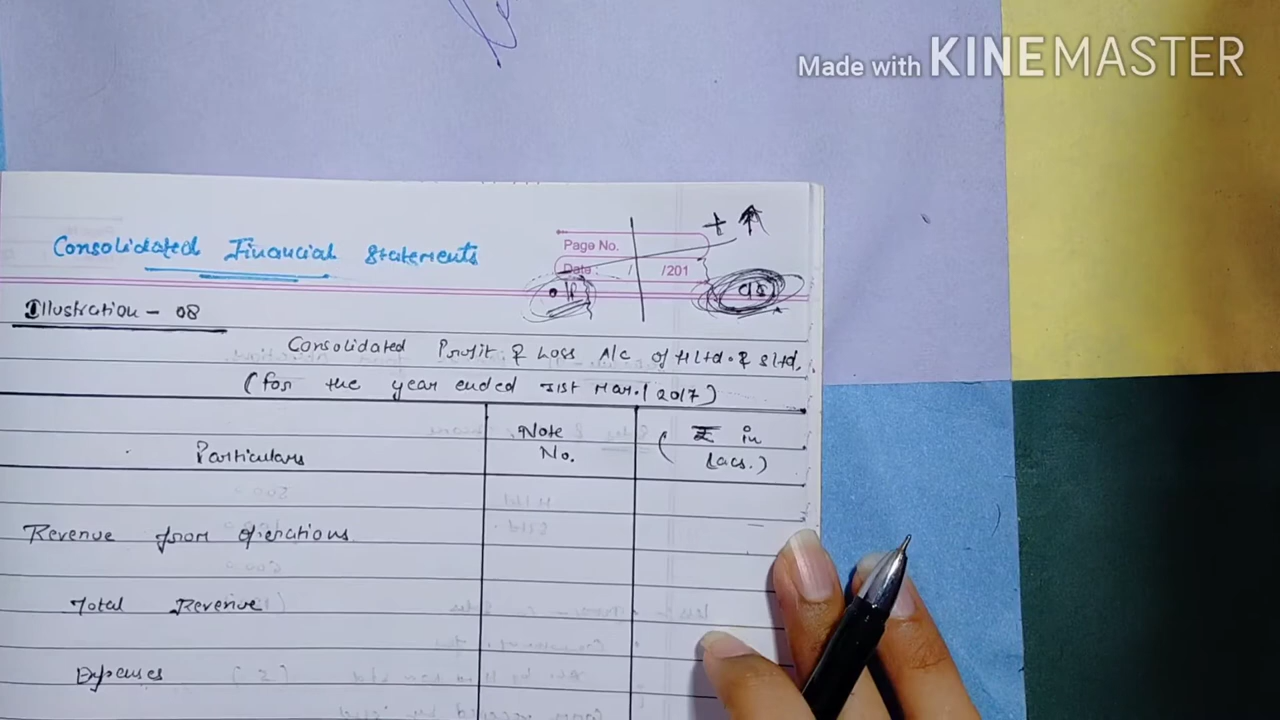 Made with KINEMASTER
Consolidated Financial Statements
Page No.
Date : / /201
+
Illustration - 08
Consolidated Profit & Loss A/c of H Ltd. & S Ltd.
(for the year ended 31st Mar. 2017)
Particulars
Note No.
(₹ in Lacs.)
Revenue from operations
Total Revenue
Expenses